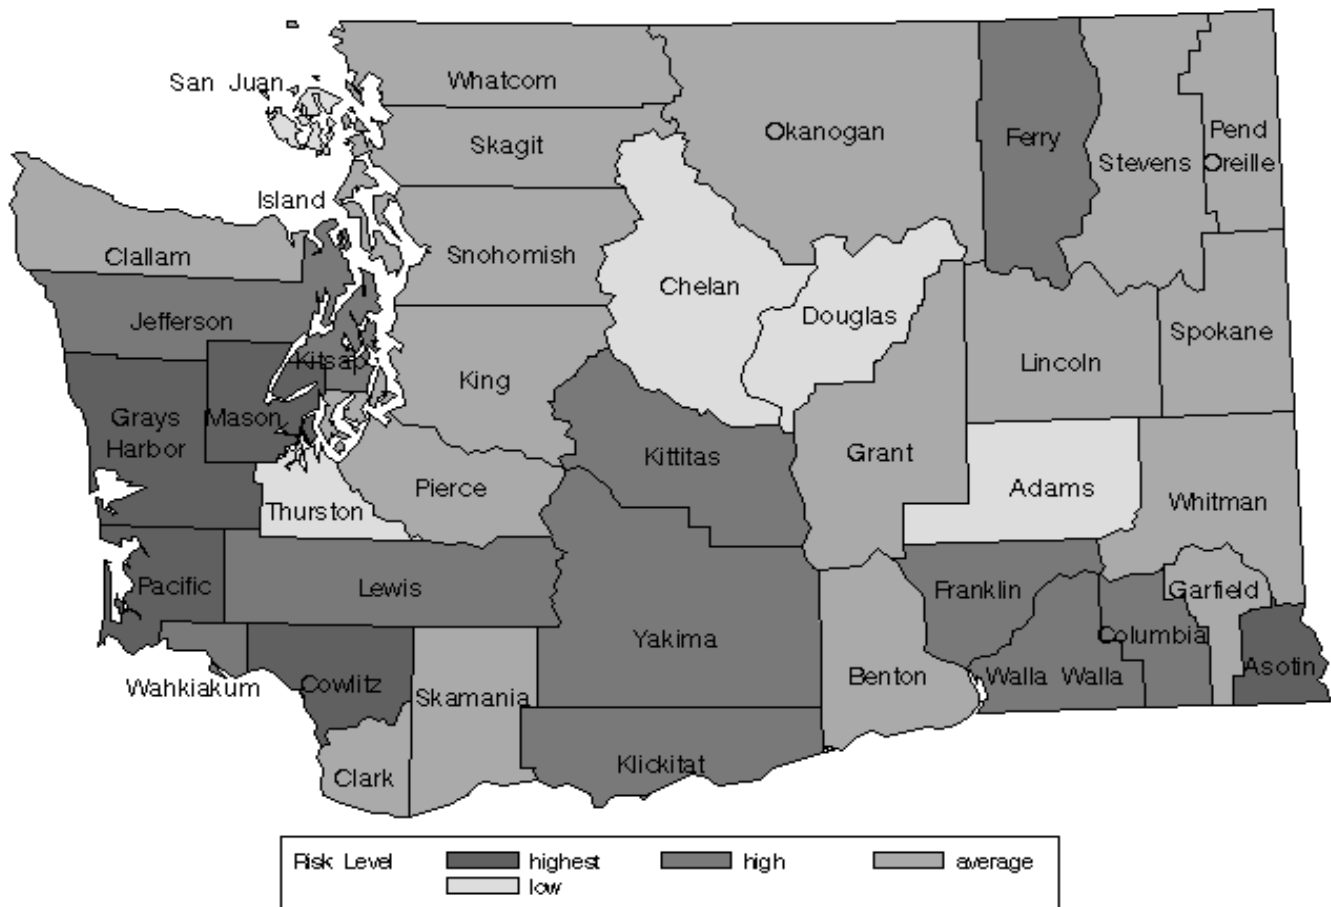 San Juan
Whatcom
Skagit
Okanogan
Ferry
Stevens
Pend
Oreille
Island
Clallam
Snohomish
Chelan
Douglas
Jefferson
Kitsap
King
Lincoln
Spokane
Grays
Harbor
Mason
Kittitas
Grant
Pierce
Adams
Whitman
Thurston
Pacific
Lewis
Franklin
Garfield
Yakima
Columbia
Wahkiakum
Cowlitz
Skamania
Benton
Walla Walla
Asotin
Clark
Klickitat
Risk Level highest high average
low